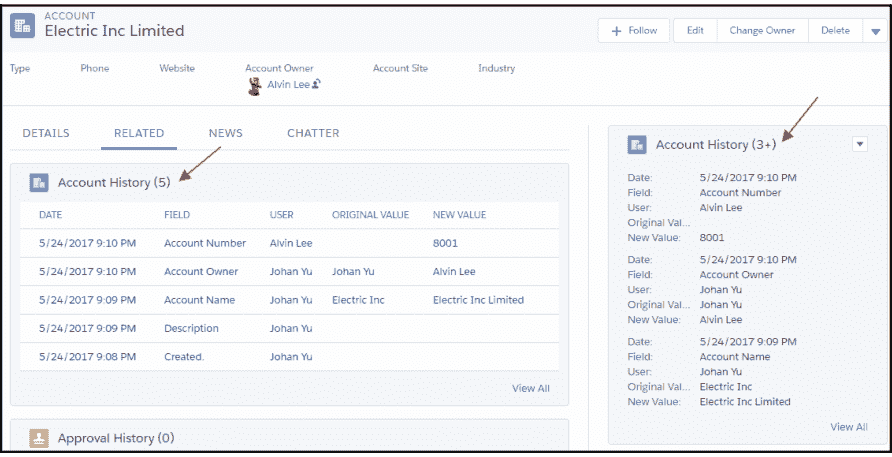 ACCOUNT
Electric Inc Limited
Follow Edit Change Owner Delete
Type Phone Website Account Owner Account Site Industry
Alvin Lee
DETAILS RELATED NEWS CHATTER
Account History (5)
DATE FIELD USER ORIGINAL VALUE NEW VALUE
5/24/2017 9:10 PM Account Number Alvin Lee 8001
5/24/2017 9:10 PM Account Owner Johan Yu Johan Yu Alvin Lee
5/24/2017 9:09 PM Account Name Johan Yu Electric Inc Electric Inc Limited
5/24/2017 9:09 PM Description Johan Yu
5/24/2017 9:08 PM Created. Johan Yu
View All
Approval History (0)
Account History (3+)
Date: 5/24/2017 9:10 PM
Field: Account Number
User: Alvin Lee
Original Val...
New Value: 8001
Date: 5/24/2017 9:10 PM
Field: Account Owner
User: Johan Yu
Original Val... Johan Yu
New Value: Alvin Lee
Date: 5/24/2017 9:09 PM
Field: Account Name
User: Johan Yu
Original Val... Electric Inc
New Value: Electric Inc Limited
View All